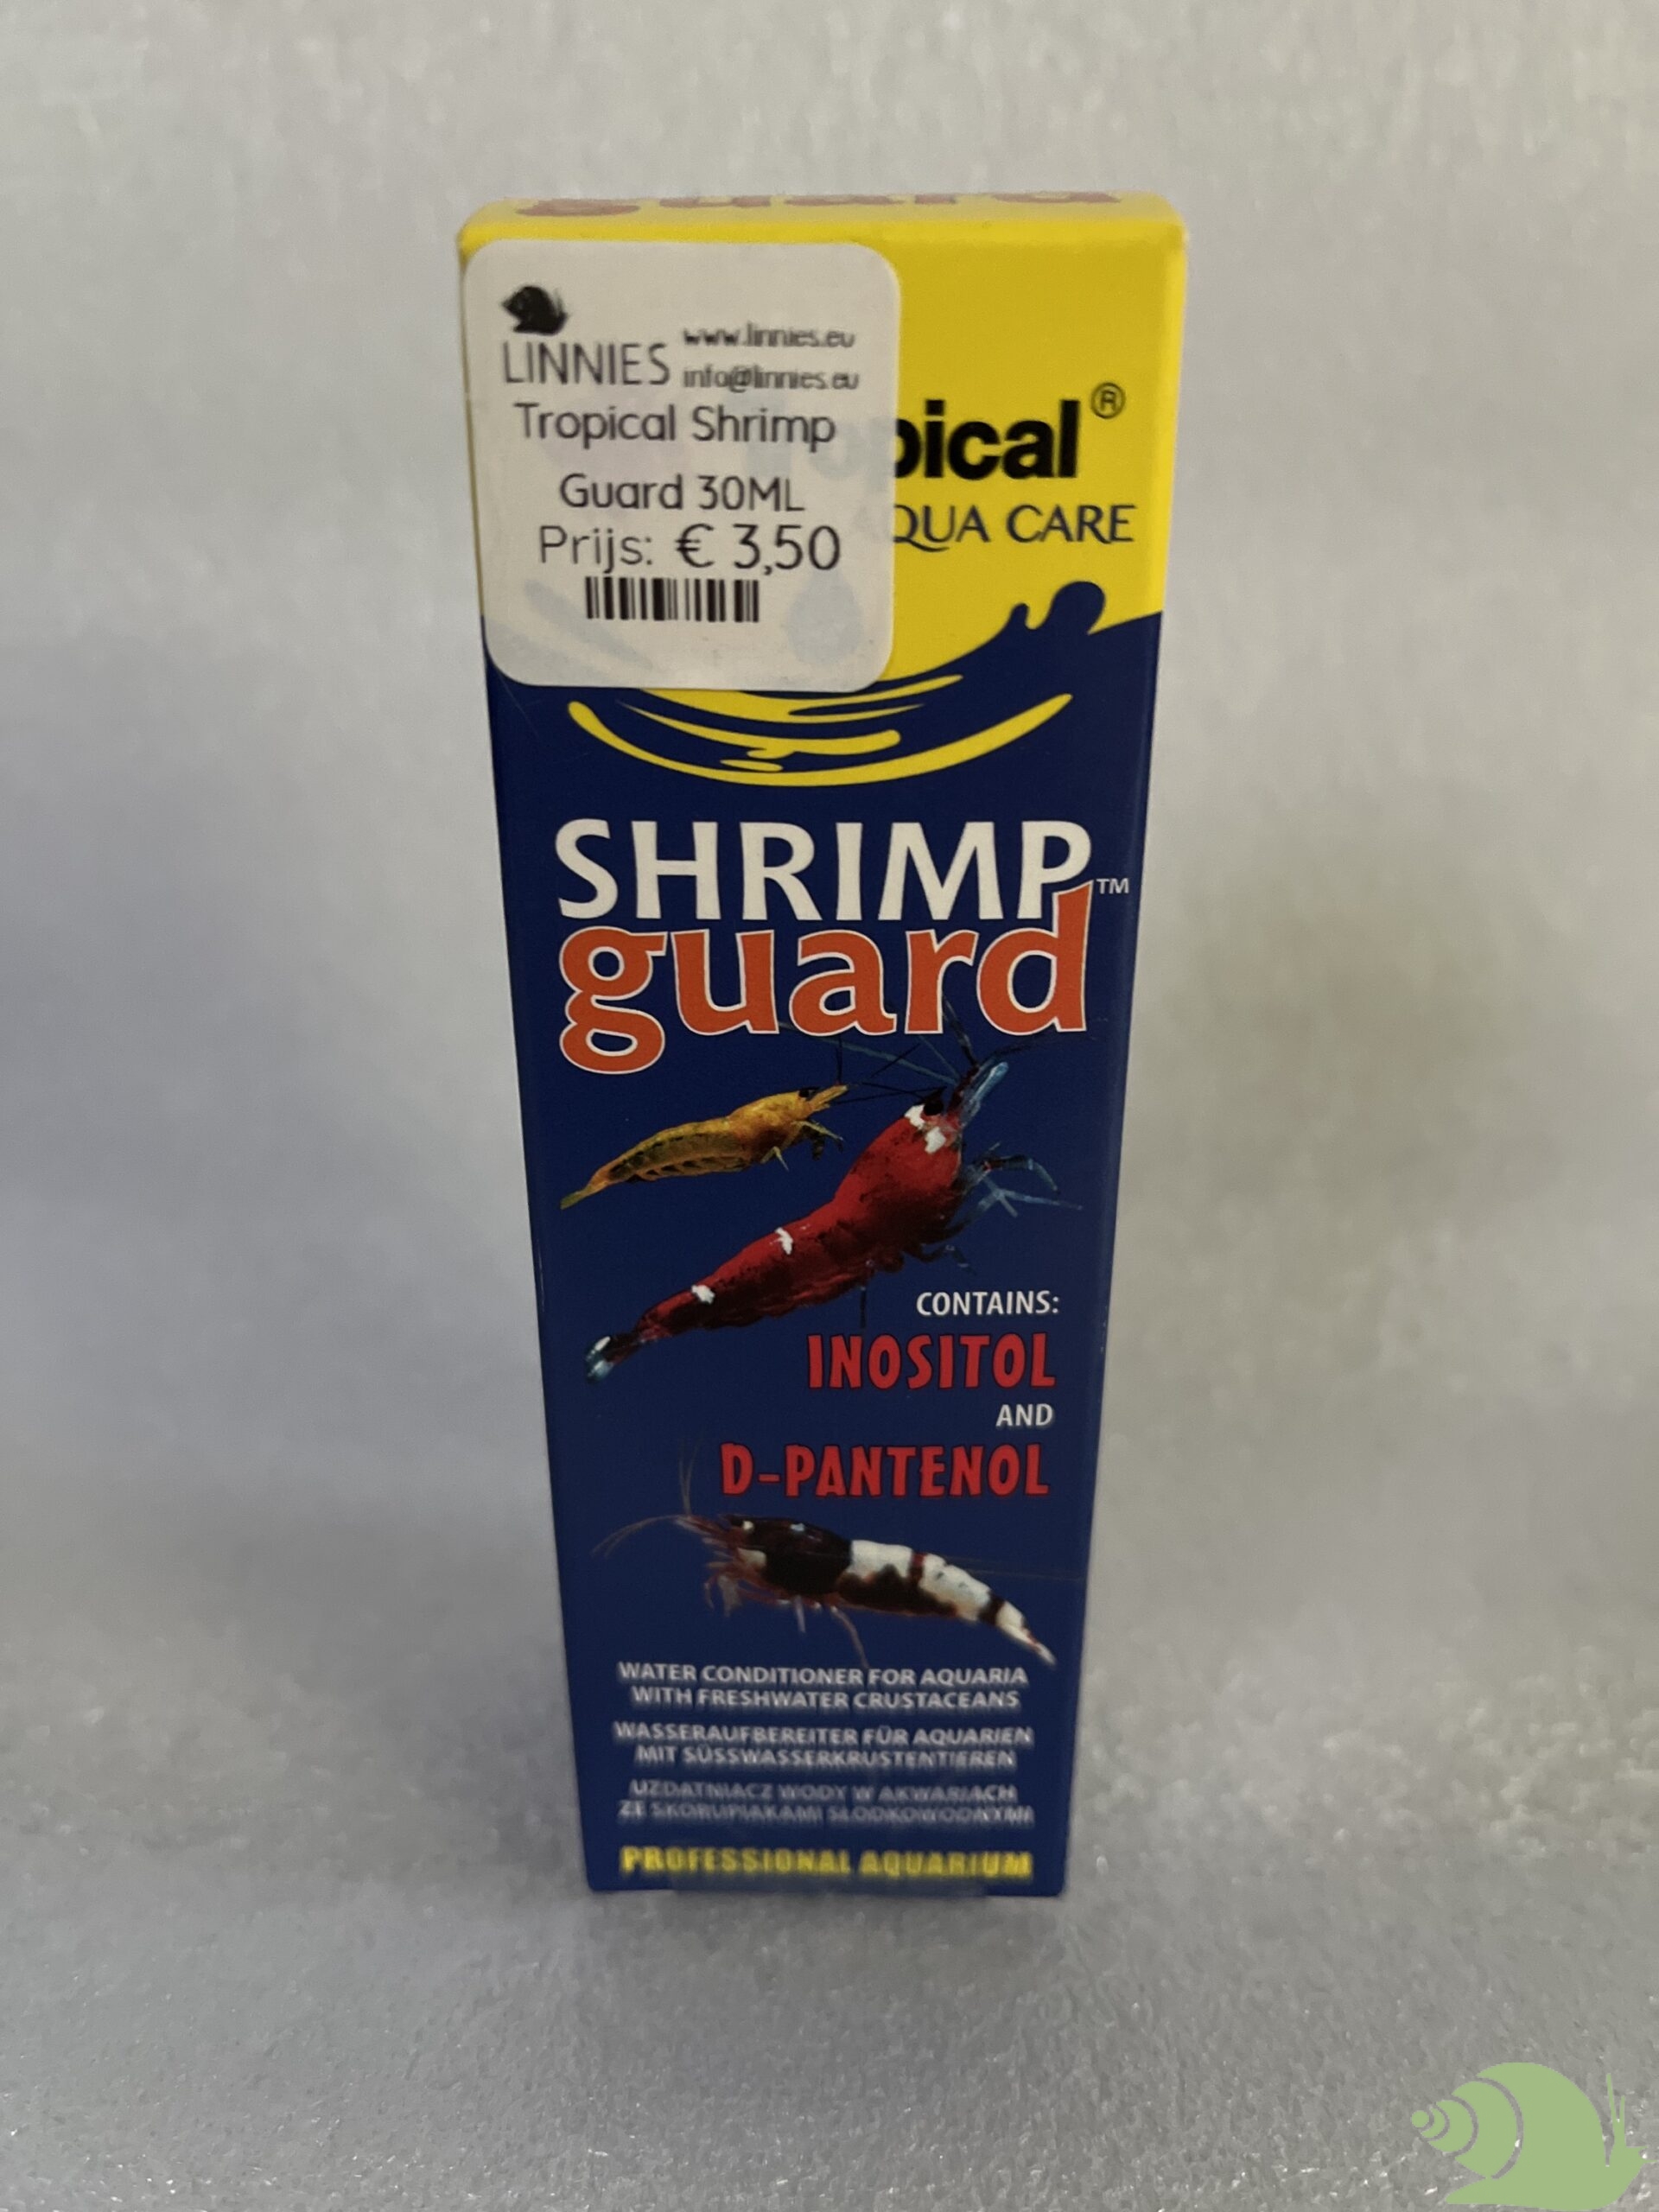 guard
LINNIES
www.linnies.eu
info@linnies.eu
Tropical Shrimp
Guard 30ML
Prijs: € 3,50
pical®
QUA CARE
SHRIMP
guard™
CONTAINS:
INOSITOL
AND
D-PANTENOL
WATER CONDITIONER FOR AQUARIA
WITH FRESHWATER CRUSTACEANS
WASSERAUFBEREITER FÜR AQUARIEN
MIT SÜSSWASSERKRUSTENTIEREN
UZDATNIACZ WODY W AKWARIACH
ZE SKORUPIAKAMI SŁODKOWODNYMI
PROFESSIONAL AQUARIUM